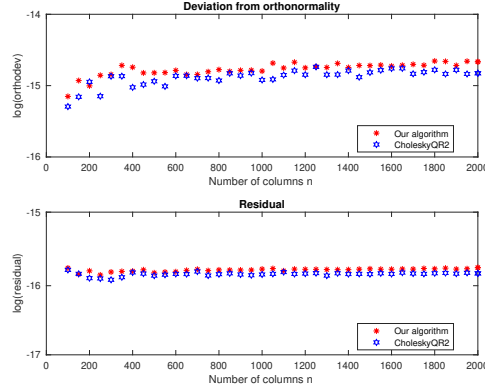 Deviation from orthonormality
-14
-15
-16
log(orthodev)
0 200 400 600 800 1000 1200 1400 1600 1800 2000
Number of columns n
Our algorithm
CholeskyQR2
Residual
-15
-16
-17
log(residual)
0 200 400 600 800 1000 1200 1400 1600 1800 2000
Number of columns n
Our algorithm
CholeskyQR2